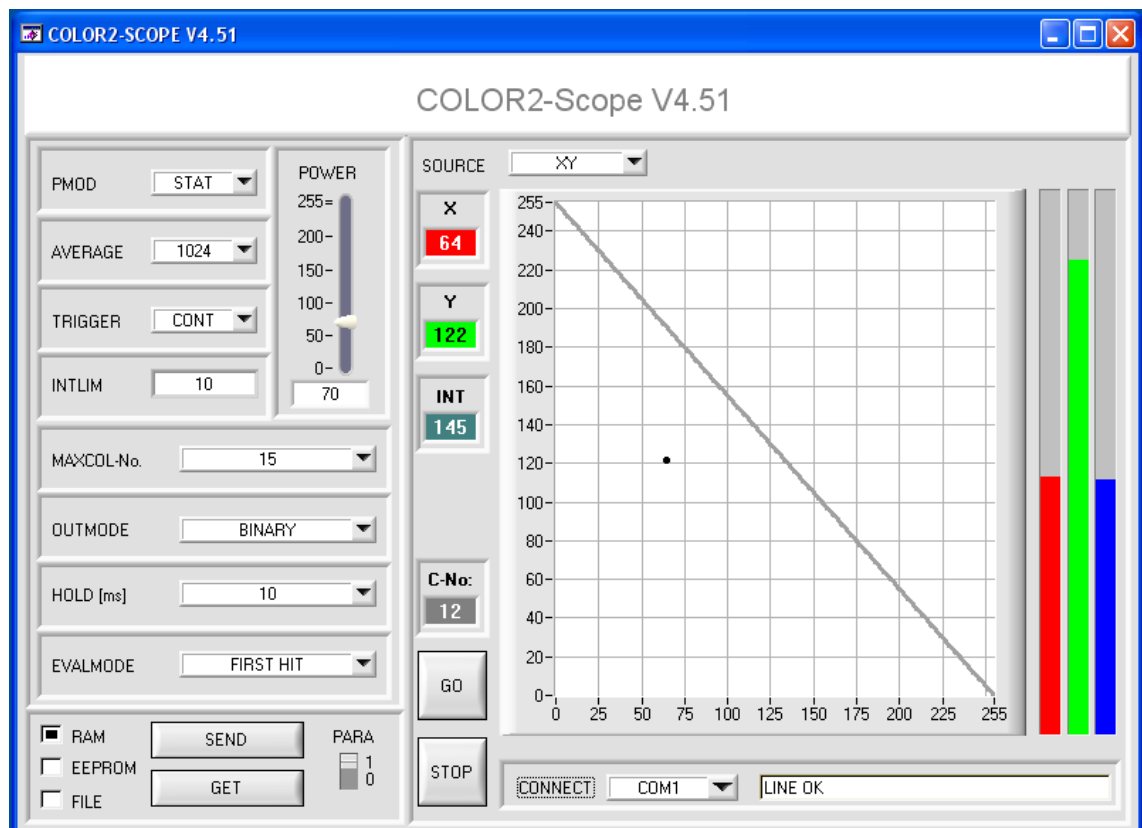 COLOR2-SCOPE V4.51
COLOR2-Scope V4.51
PMOD STAT
AVERAGE 1024
TRIGGER CONT
INTLIM 10
POWER
255=
200-
150-
100-
50-
0-
70
MAXCOL-No. 15
OUTMODE BINARY
HOLD [ms] 10
EVALMODE FIRST HIT
RAM
EEPROM
FILE
SEND
GET
PARA
1
0
SOURCE XY
X
64
Y
122
INT
145
C-No:
12
GO
STOP
255-
240-
220-
200-
180-
160-
140-
120-
100-
80-
60-
40-
20-
0-
0 25 50 75 100 125 150 175 200 225 255
CONNECT COM1 LINE OK